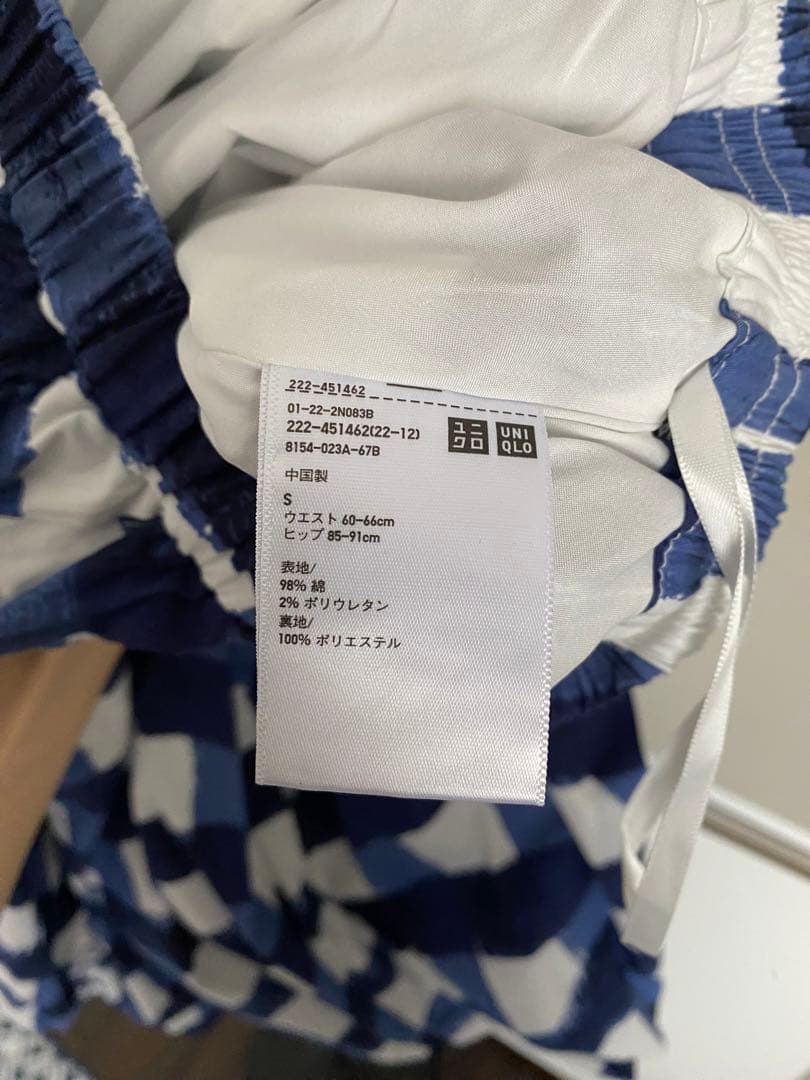 222-451462
01-22-2N083B
222-451462(22-12)
8154-023A-67B
ユニクロ
UNIQLO
中国製
S
ウエスト 60-66cm
ヒップ 85-91cm
表地/
98% 綿
2% ポリウレタン
裏地/
100% ポリエステル